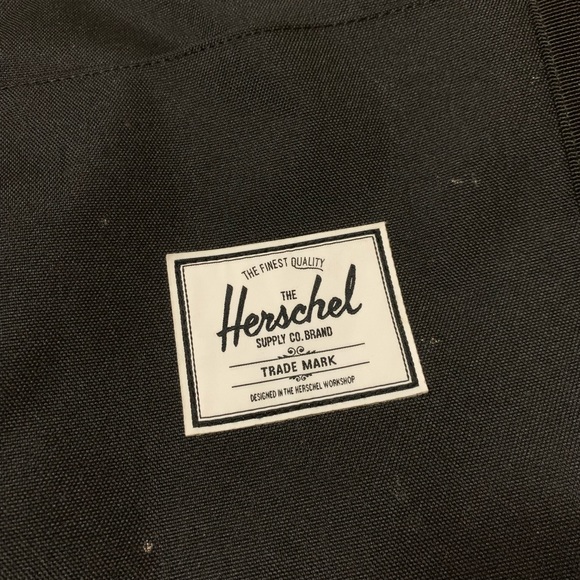 THE FINEST QUALITY
THE
Herschel
SUPPLY CO. BRAND
TRADE MARK
DESIGNED IN THE HERSCHEL WORKSHOP